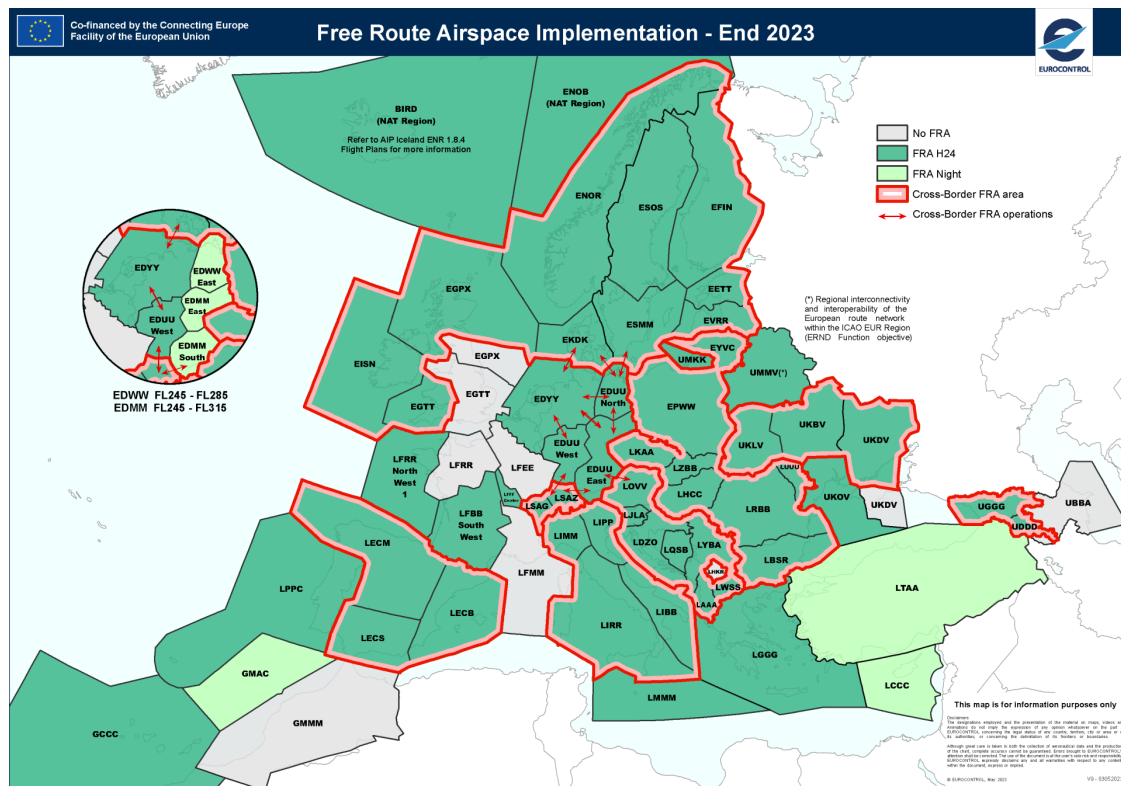 Co-financed by the Connecting Europe
Facility of the European Union
Free Route Airspace Implementation - End 2023
EUROCONTROL
BIRD
(NAT Region)
Refer to AIP Iceland ENR 1.8.4
Flight Plans for more information
ENOB
(NAT Region)
No FRA
FRA H24
FRA Night
Cross-Border FRA area
Cross-Border FRA operations
ENOR
ESOS
EFIN
EDYY
EDWW
East
EDMM
East
EDUU
West
EDMM
South
EDWW FL245 - FL285
EDMM FL245 - FL315
EGPX
EETT
(*) Regional interconnectivity
and interoperability of the
European route network
within the ICAO EUR Region
(ERND Function objective)
ESMM
EVRR
EKDK
EYVC
UMKK
EGPX
EISN
UMMV(*)
EGTT
EDYY
EDUU
North
EGTT
EPWW
UKBV
UKDV
UKLV
EDUU
West
LKAA
LFRR
North
West
1
LFRR
LFEE
LZBB
LUUU
EDUU
East
LOVV
LHCC
UKOV
UKDV
UBBA
LSAZ
LSAG
LFBB
South
West
LRBB
UGGG
UDDD
LJLA
LIPP
LIMM
LDZO
LQSB
LYBA
LECM
LBSR
LFMM
LWSS
LTAA
LPPC
LAAA
LIBB
LECB
LIRR
LECS
LGGG
GMAC
LCCC
LMMM
GMMM
GCCC
This map is for information purposes only
Disclaimers
© EUROCONTROL, May 2023